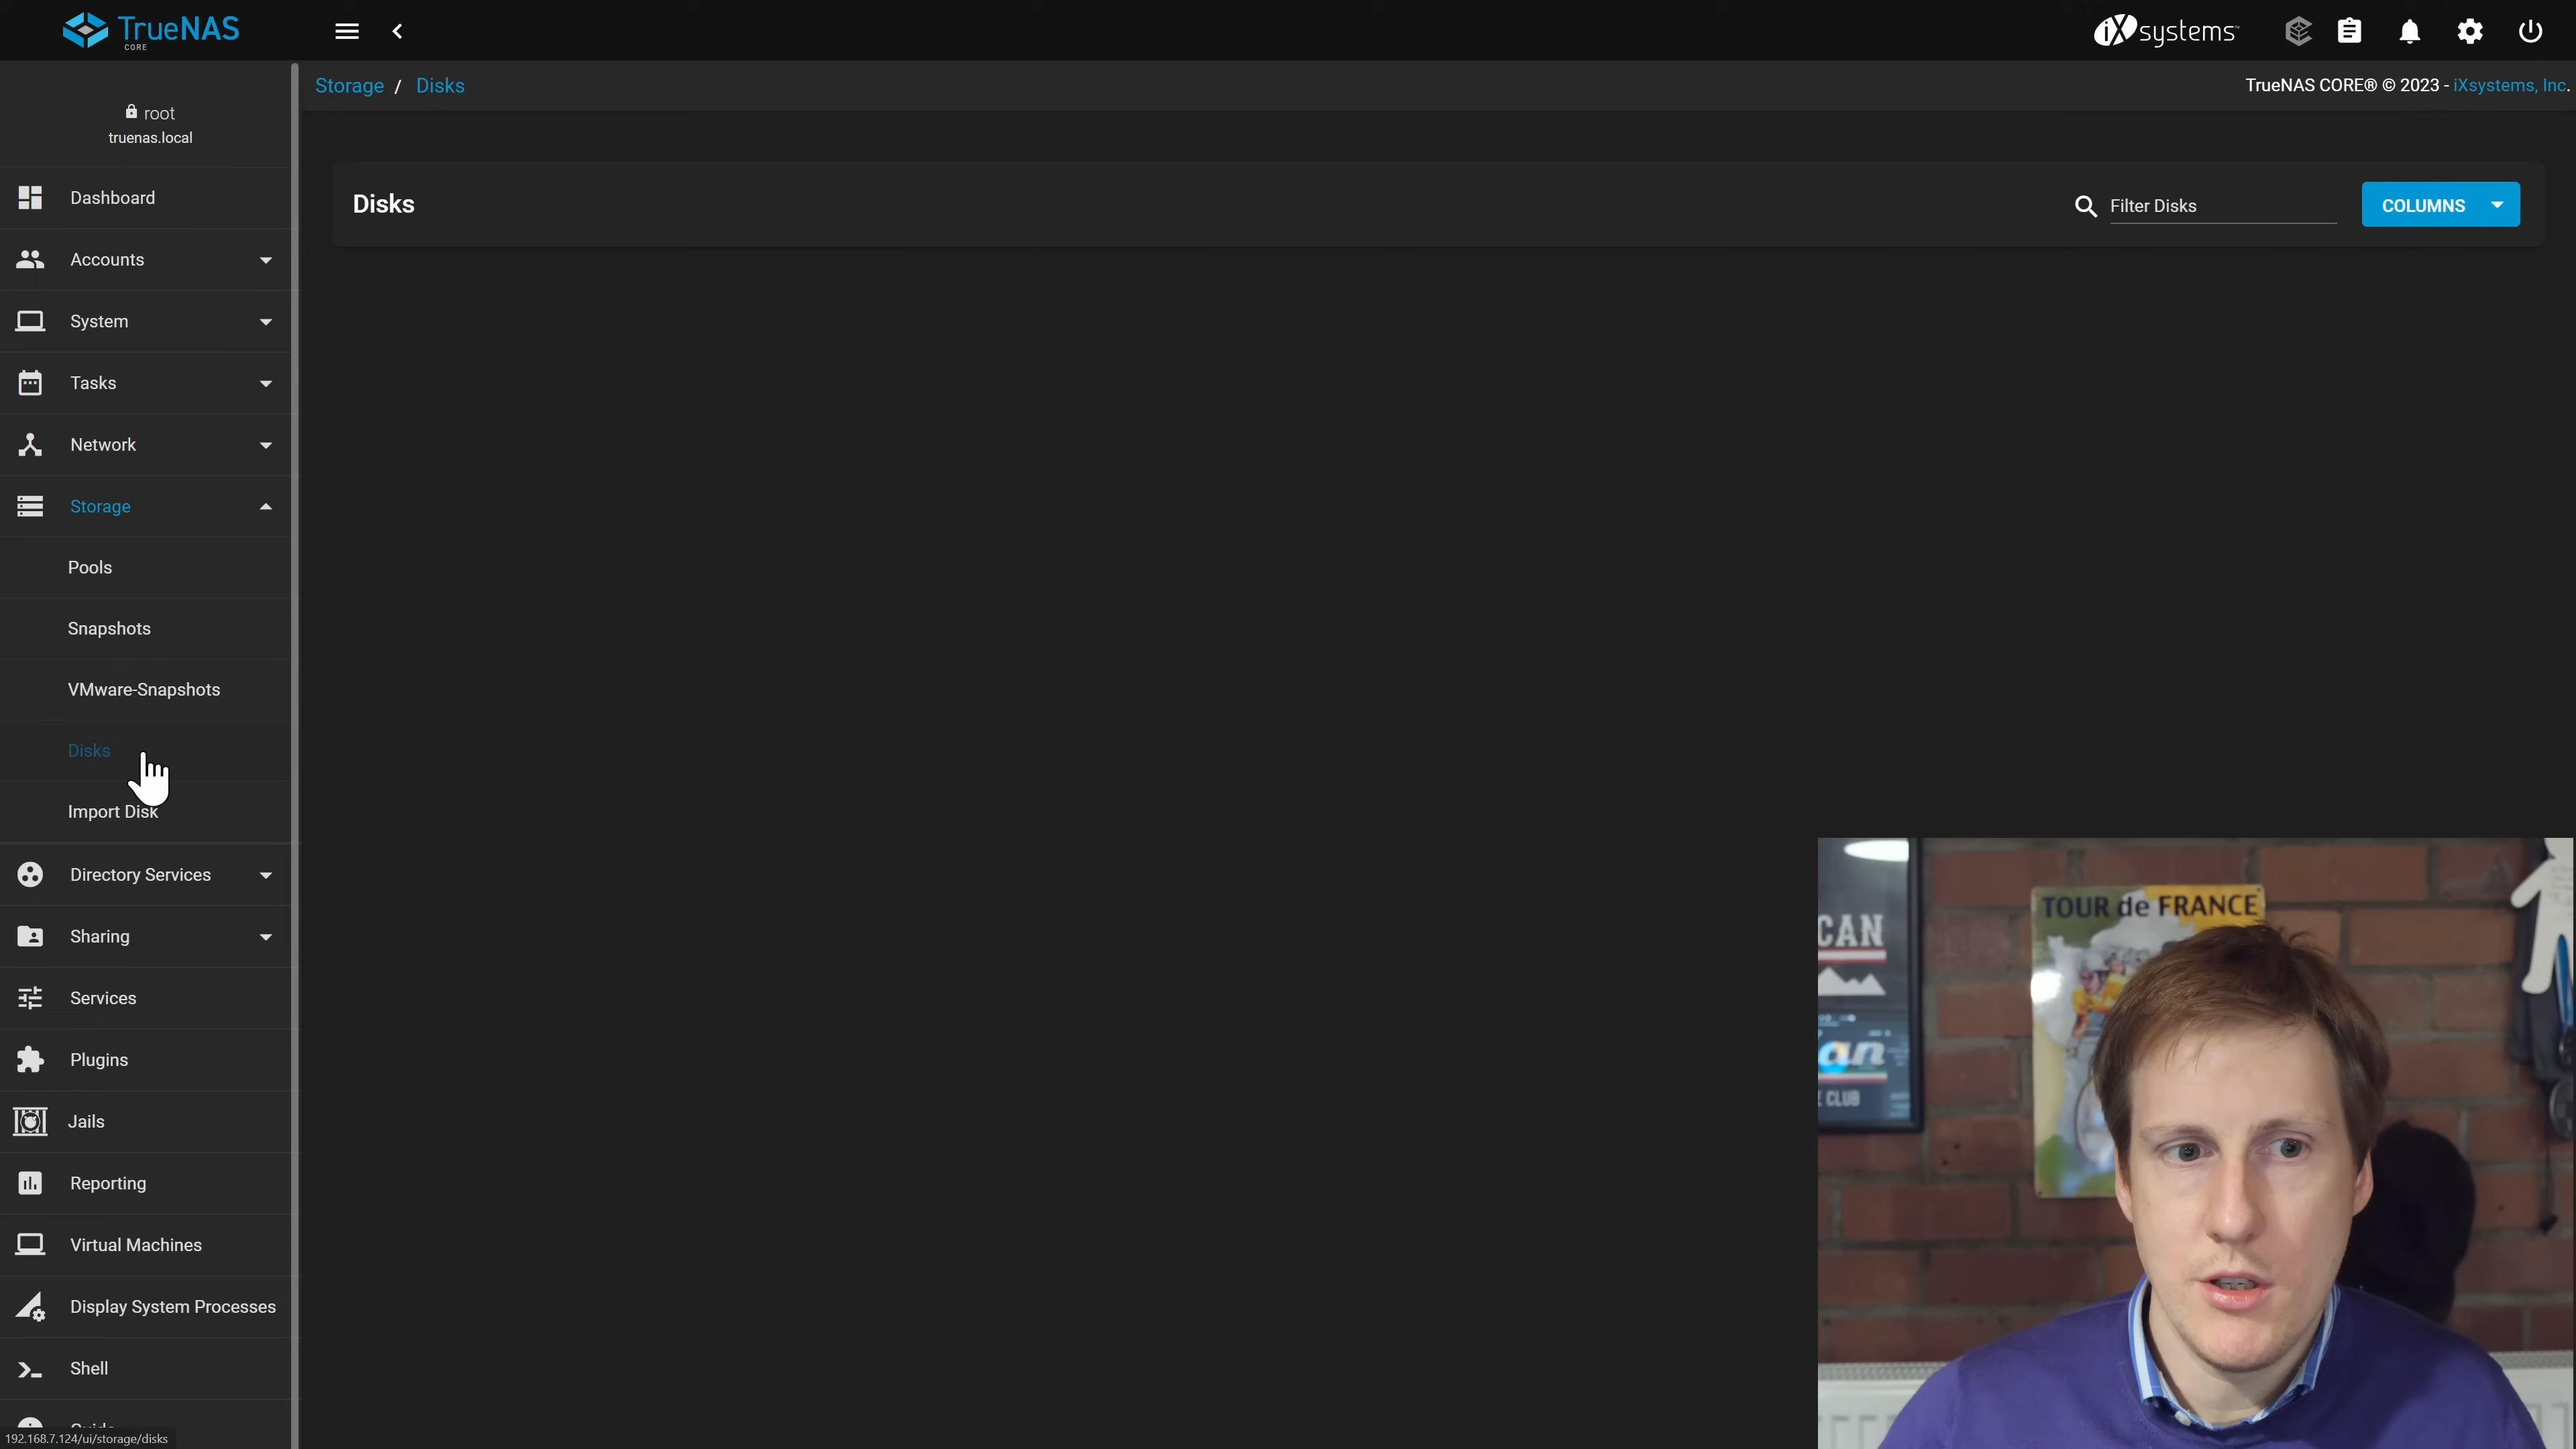 TrueNAS
CORE
iXsystems™
Storage / Disks
TrueNAS CORE® © 2023 - iXsystems, Inc.
root
truenas.local
Dashboard
Accounts
System
Tasks
Network
Storage
Pools
Snapshots
VMware-Snapshots
Disks
Import Disk
Directory Services
Sharing
Services
Plugins
Jails
Reporting
Virtual Machines
Display System Processes
Shell
192.168.7.124/ui/storage/disks
Disks
Filter Disks
COLUMNS
TOUR de FRANCE
CAN
an
CLUB